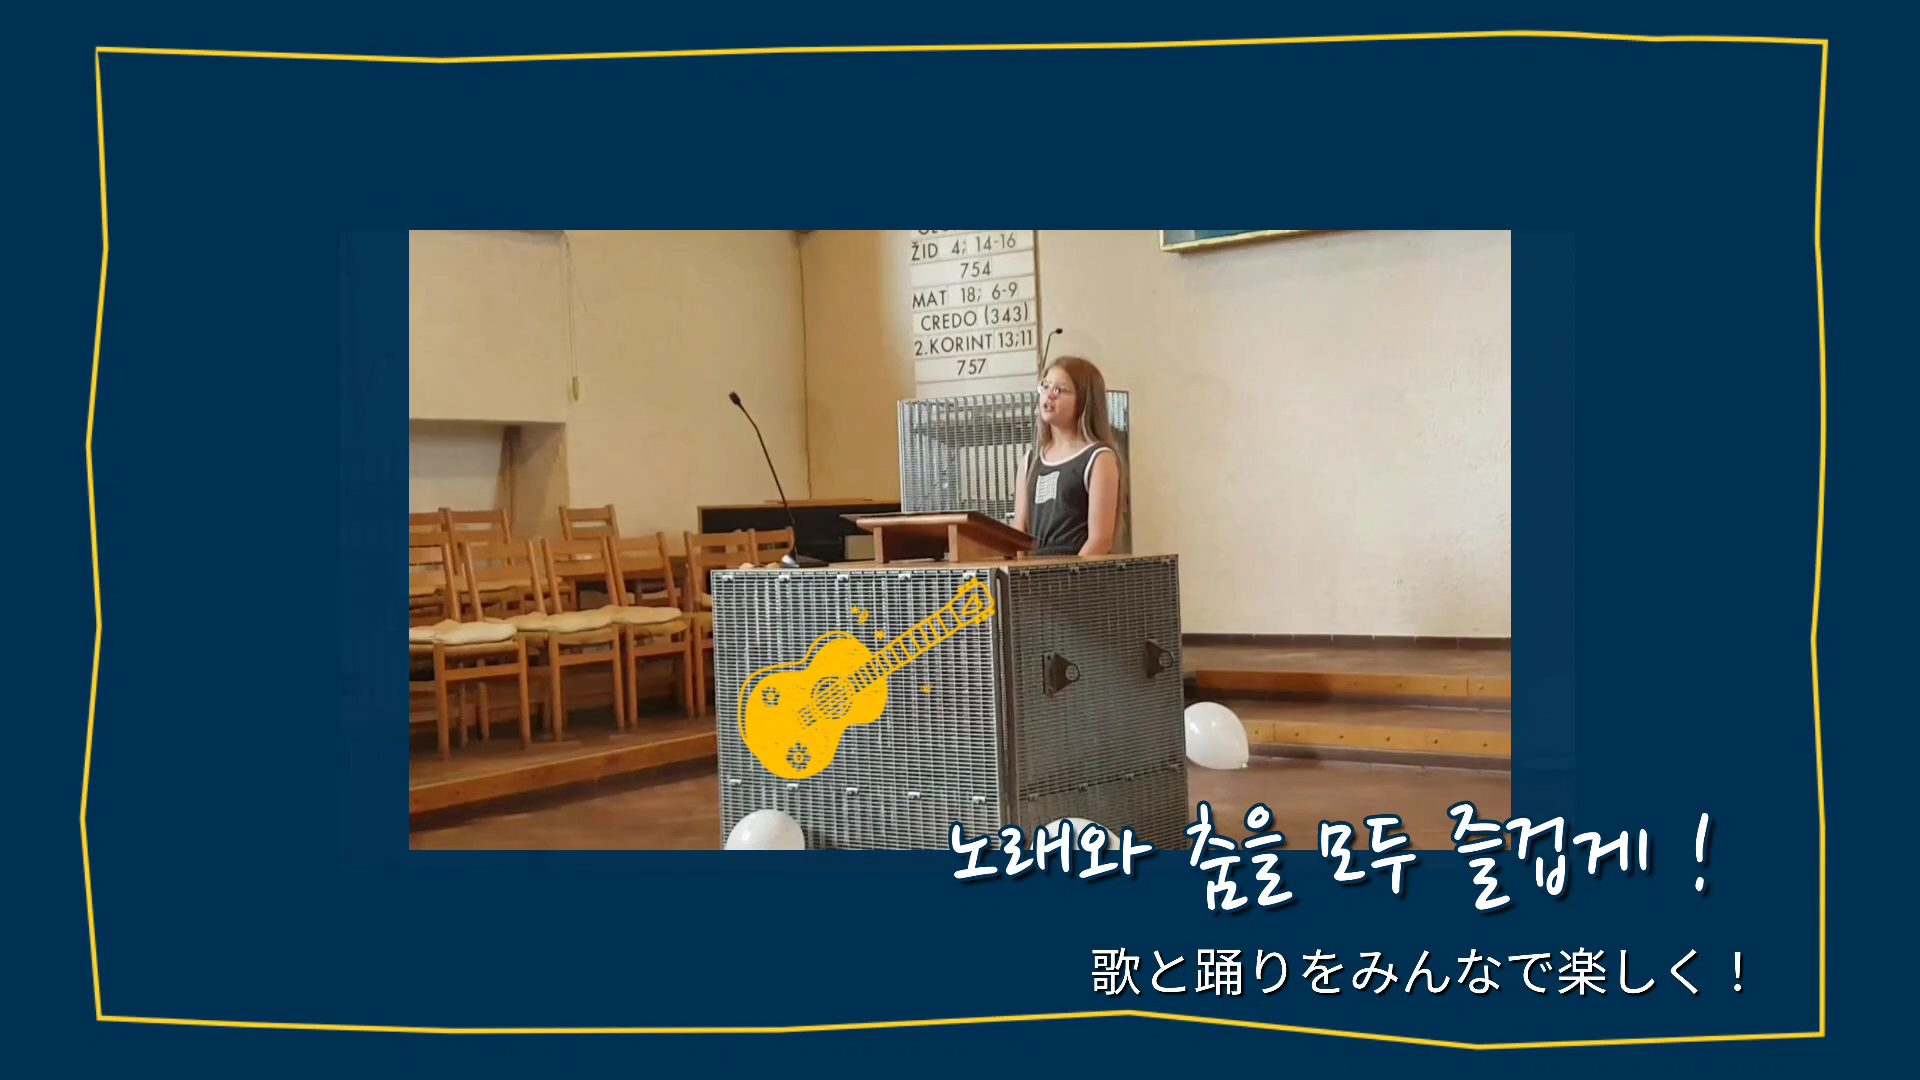 ŽID 4; 14-16
754
MAT 18; 6-9
CREDO (343)
2.KORINT 13;11
757
노래와 춤을 모두 즐겁게 !
歌と踊りをみんなで楽しく！